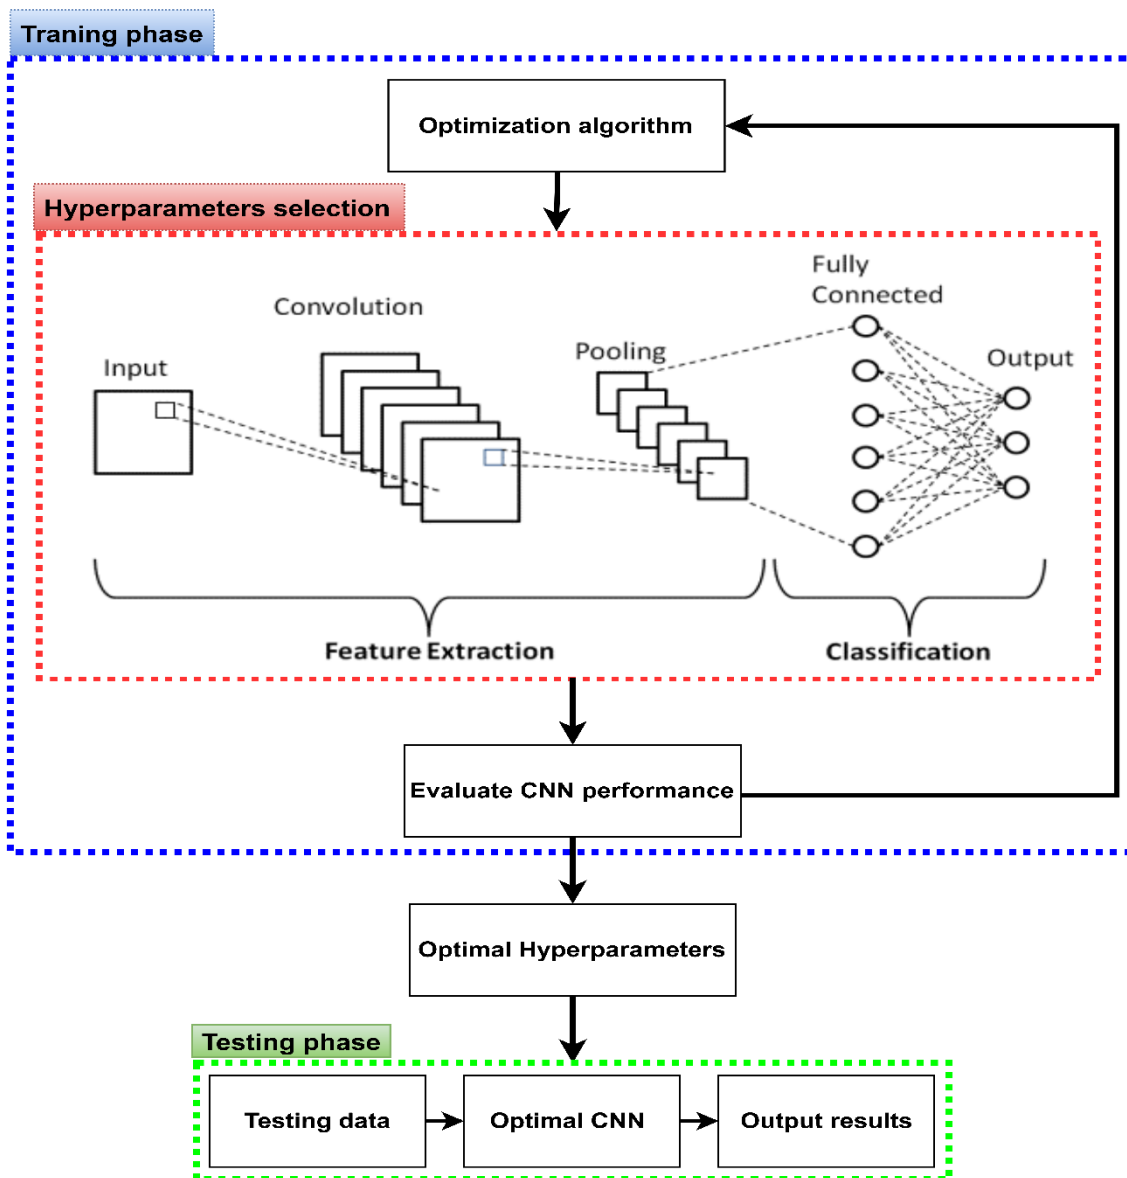 Traning phase
Optimization algorithm
Hyperparameters selection
Fully
Connected
Convolution
Pooling
Output
Input
Feature Extraction
Classification
Evaluate CNN performance
Optimal Hyperparameters
Testing phase
Testing data
Optimal CNN
Output results